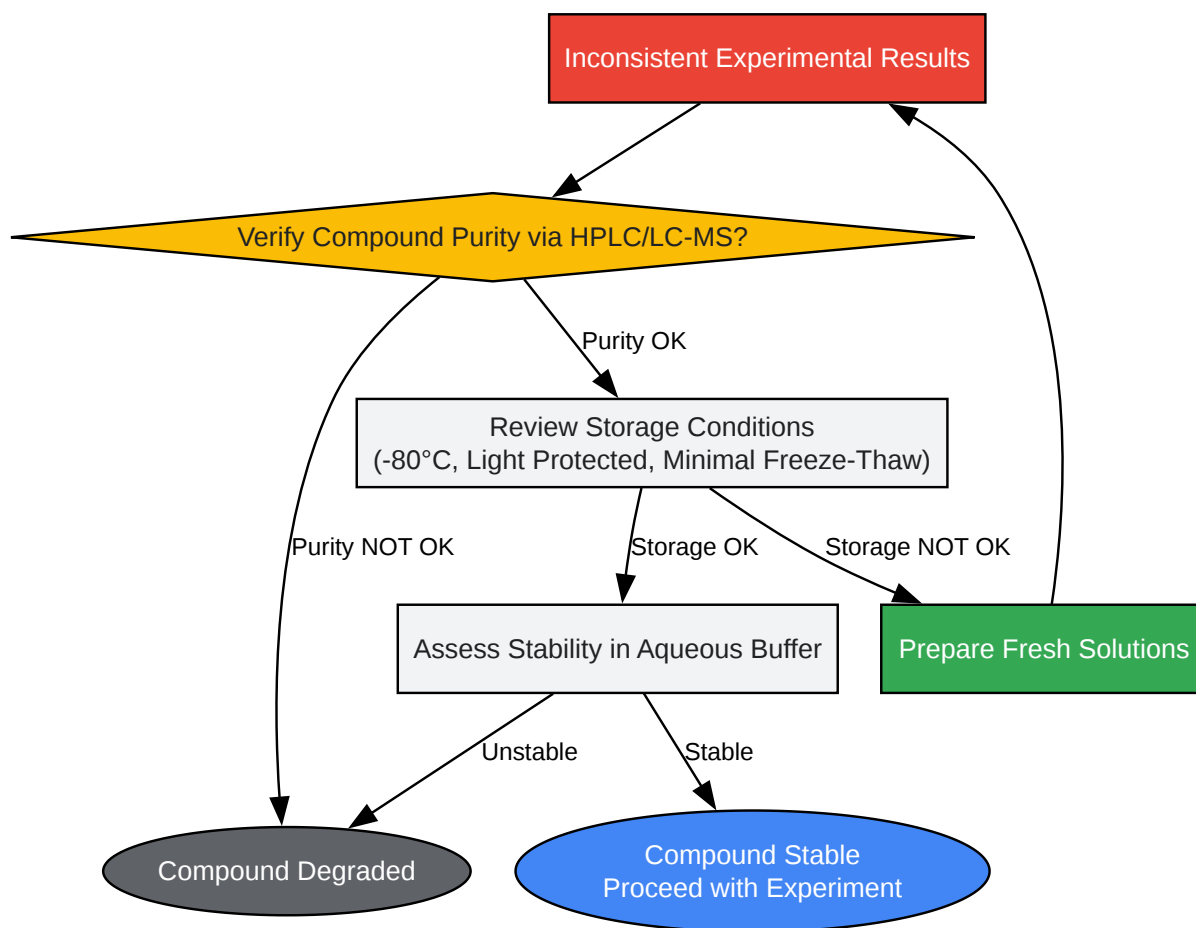 Inconsistent Experimental Results
Verify Compound Purity via HPLC/LC-MS?
Purity OK
Review Storage Conditions
(-80°C, Light Protected, Minimal Freeze-Thaw)
Purity NOT OK
Storage OK
Storage NOT OK
Assess Stability in Aqueous Buffer
Prepare Fresh Solutions
Unstable
Stable
Compound Degraded
Compound Stable
Proceed with Experiment